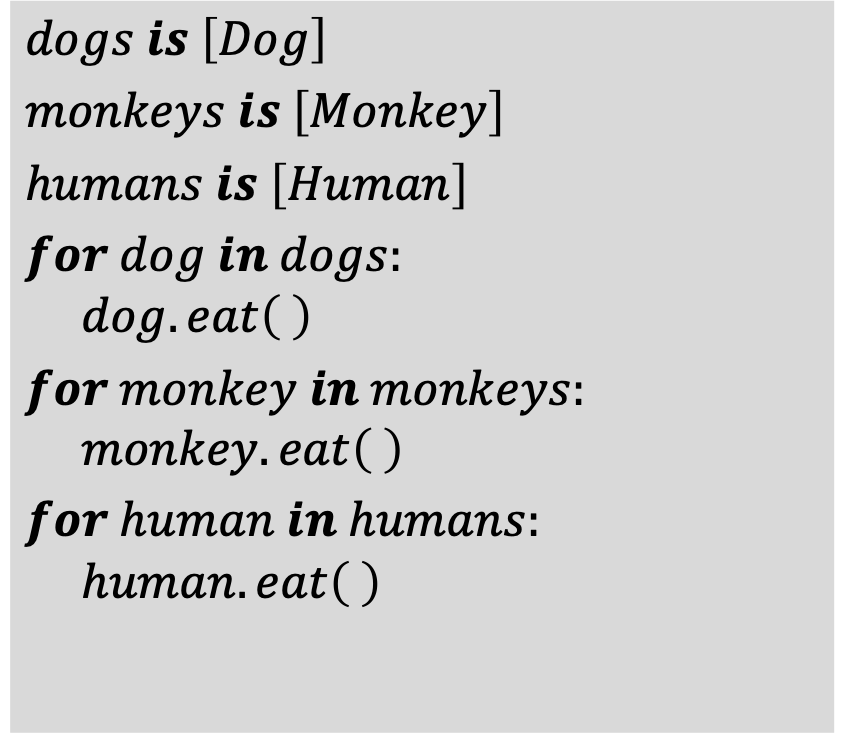 dogs is [Dog]
monkeys is [Monkey]
humans is [Human]
for dog in dogs:
dog.eat( )
for monkey in monkeys:
monkey.eat( )
for human in humans:
human.eat( )